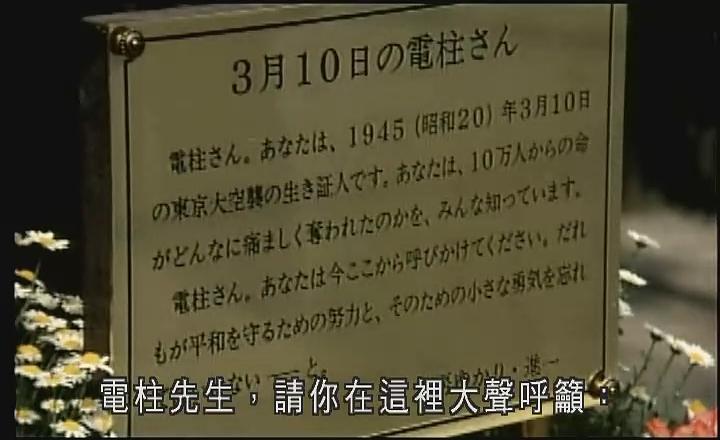 3月10日の電柱さん
電柱さん。あなたは、1945（昭和20）年3月10日
の東京大空襲の生き証人です。あなたは、10万人からの命
がどんなに痛ましく奪われたのかを、みんな知っています。
電柱さん。あなたは今ここから呼びかけてください。だれ
もが平和を守るための努力と、そのための小さな勇気を忘れ
ない――と。
電柱先生，請你在這裡大聲呼籲：